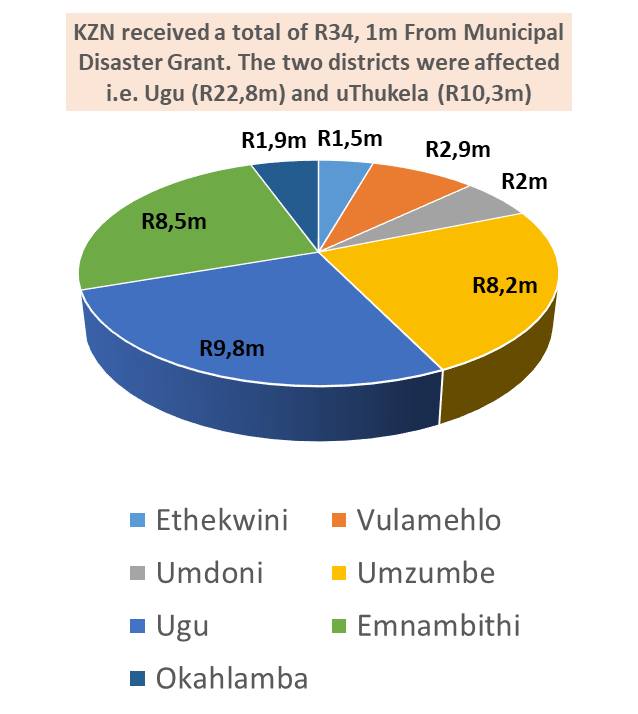 KZN received a total of R34, 1m From Municipal
Disaster Grant. The two districts were affected
i.e. Ugu (R22,8m) and uThukela (R10,3m)
R1,9m
R1,5m
R2,9m
R2m
R8,5m
R8,2m
R9,8m
Ethekwini
Vulamehlo
Umdoni
Umzumbe
Ugu
Emnambithi
Okahlamba